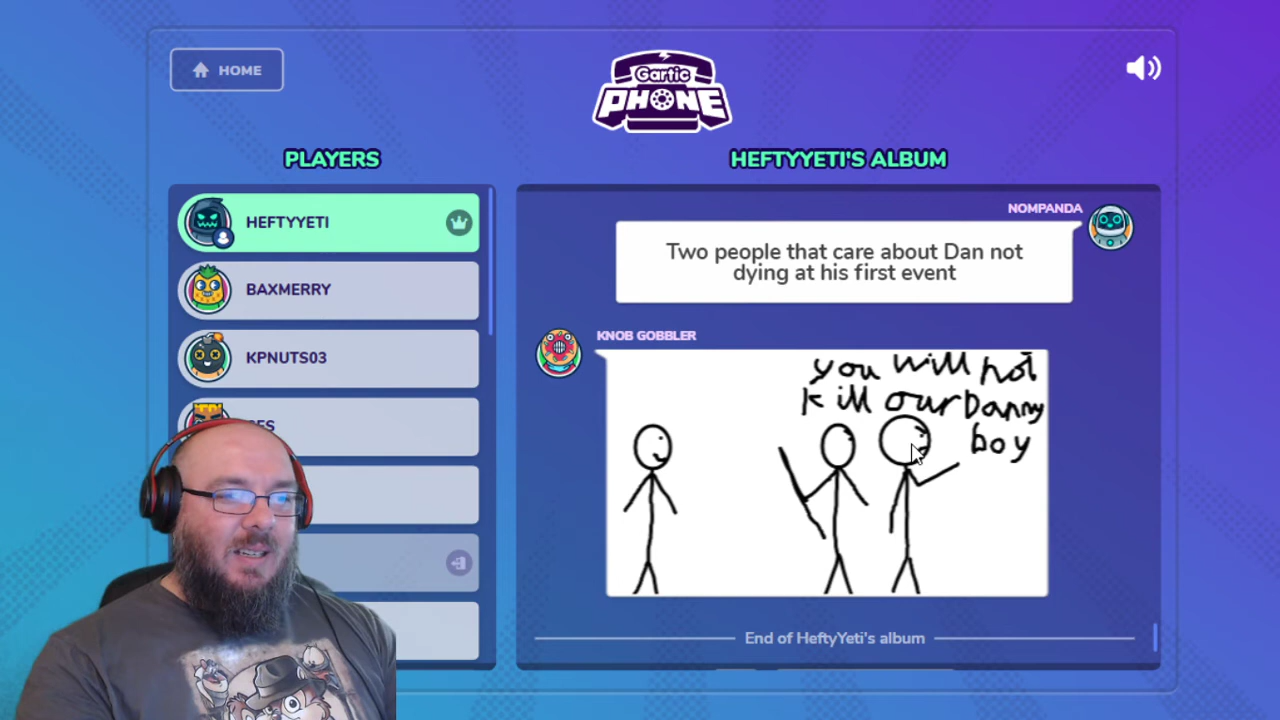 HOME
Gartic
PHONE
PLAYERS
HEFTYYETI'S ALBUM
HEFTYYETI
BAXMERRY
KPNUTS03
NOMPANDA
Two people that care about Dan not
dying at his first event
KNOB GOBBLER
you will not
kill our Danny
boy
End of HeftyYeti's album